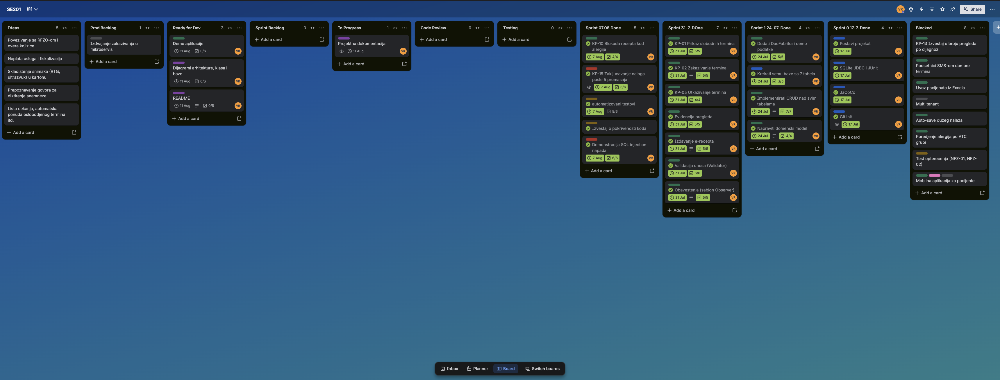 SE201
VR
Share
Ideas 5
Povezivanje sa RFZO-om i
overa knjizice
Naplata usluga i fiskalizacija
Skladistenje snimaka (RTG,
ultrazvuk) u kartonu
Prepoznavanje govora za
diktiranje anamneze
Lista cekanja, automatska
ponuda oslobodjenog termina
itd.
Add a card
Prod Backlog 1
Izdvajanje zakazivanja u
mikroservis
Add a card
Ready for Dev 3
Demo aplikacije
11 Aug 0/6 VR
Dijagrami arhitekture, klasa i
baze
11 Aug 0/3 VR
README
11 Aug 0/5 VR
Add a card
Sprint Backlog 0
Add a card
In Progress 1
Projektna dokumentacija
11 Aug VR
Add a card
Code Review 0
Add a card
Testing 0
Add a card
Sprint 07.08 Done 5
KP-10 Blokada recepta kod
alergije
7 Aug 4/4 VR
KP-15 Zakljucavanje naloga
posle 5 promasaja
7 Aug 6/6 VR
automatizovani testovi
7 Aug 5/6 VR
Izvestaj o pokrivenosti koda
Demonstracija SQL injection
napada
7 Aug 6/6 VR
Add a card
Sprint 31. 7. DOne 7
KP-01 Prikaz slobodnih termina
31 Jul 5/5 VR
KP-02 Zakazivanje termina
31 Jul 5/5 VR
KP-03 Otkazivanje termina
31 Jul 4/4 VR
Evidencija pregleda
31 Jul 5/5 VR
Izdavanje e-recepta
31 Jul 5/5 VR
Validacija unosa (Validator)
31 Jul 6/6 VR
Obavestenja (sablon Observer)
31 Jul 5/5 VR
Add a card
Sprint 1 24. 07. Done 4
Dodati DaoFabrika i demo
podatke
24 Jul 5/5 VR
Kreirati semu baze sa 7 tabela
24 Jul 3/3 VR
Implementirati CRUD nad svim
tabelama
24 Jul 7/7 VR
Napraviti domenski model
24 Jul 4/4 VR
Add a card
Sprint 0 17. 7. Done 4
Postavi projekat
17 Jul VR
SQLite JDBC i JUnit
17 Jul VR
JaCoCo
17 Jul VR
Git init
17 Jul VR
Add a card
Blocked 8
KP-13 Izvestaj o broju pregleda
po dijagnozi
Podsetnici SMS-om dan pre
termina
Uvoz pacijenata iz Excela
Multi tenant
Auto-save duzeg nalaza
Poredjenje alergija po ATC
grupi
Test opterecenja (NFZ-01, NFZ-
02)
Mobilna aplikacija za pacijente
Add a card
Inbox
Planner
Board
Switch boards